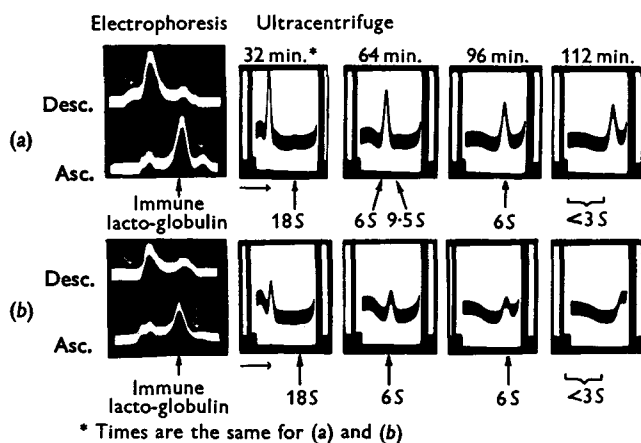 Electrophoresis Ultracentrifuge
32 min.* 64 min. 96 min. 112 min.
Desc.
(a)
Asc.
Immune
lacto-globulin
18S 6S 9·5S 6S <3S
Desc.
(b)
Asc.
Immune
lacto-globulin
18S 6S 6S <3S
* Times are the same for (a) and (b)